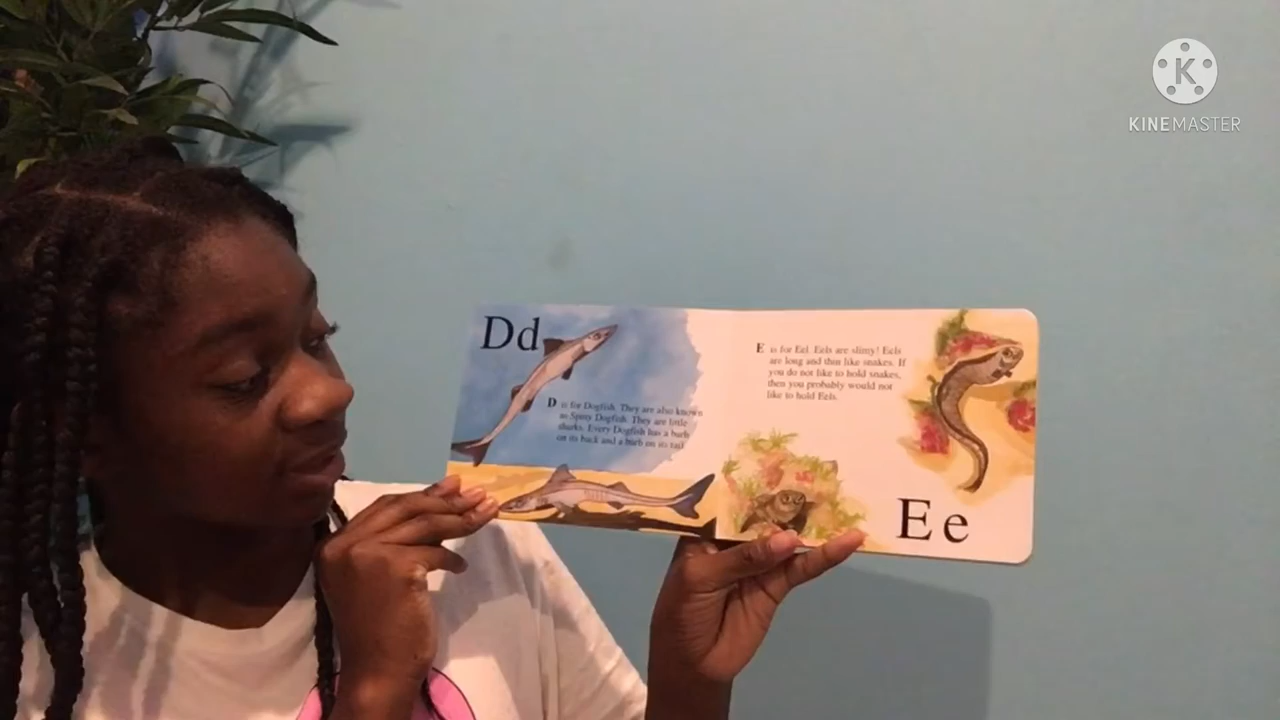 KINEMASTER
Dd
D is for Dogfish. They are also known
as Spiny Dogfish. They are little
sharks. Every Dogfish has a barb
on its back and a barb on its tail.
E is for Eel. Eels are slimy! Eels
are long and thin like snakes. If
you do not like to hold snakes,
then you probably would not
like to hold Eels.
Ee